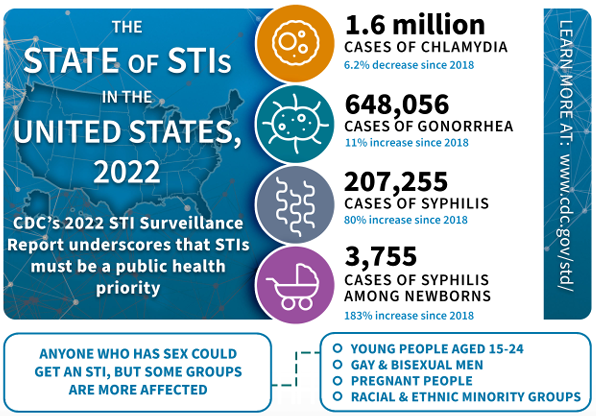 THE
STATE OF STIs
IN THE
UNITED STATES,
2022
CDC's 2022 STI Surveillance
Report underscores that STIs
must be a public health
priority
1.6 million
CASES OF CHLAMYDIA
6.2% decrease since 2018
648,056
CASES OF GONORRHEA
11% increase since 2018
207,255
CASES OF SYPHILIS
80% increase since 2018
3,755
CASES OF SYPHILIS
AMONG NEWBORNS
183% increase since 2018
LEARN MORE AT: www.cdc.gov/std/
ANYONE WHO HAS SEX COULD
GET AN STI, BUT SOME GROUPS
ARE MORE AFFECTED
YOUNG PEOPLE AGED 15-24
GAY & BISEXUAL MEN
PREGNANT PEOPLE
RACIAL & ETHNIC MINORITY GROUPS